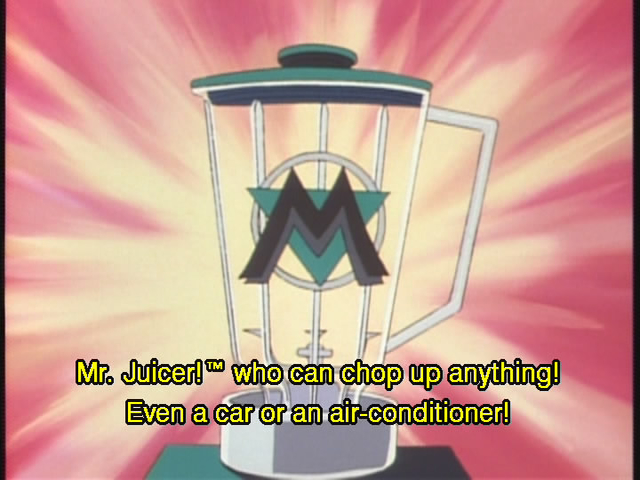 M
Mr. Juicer!™ who can chop up anything!
Even a car or an air-conditioner!